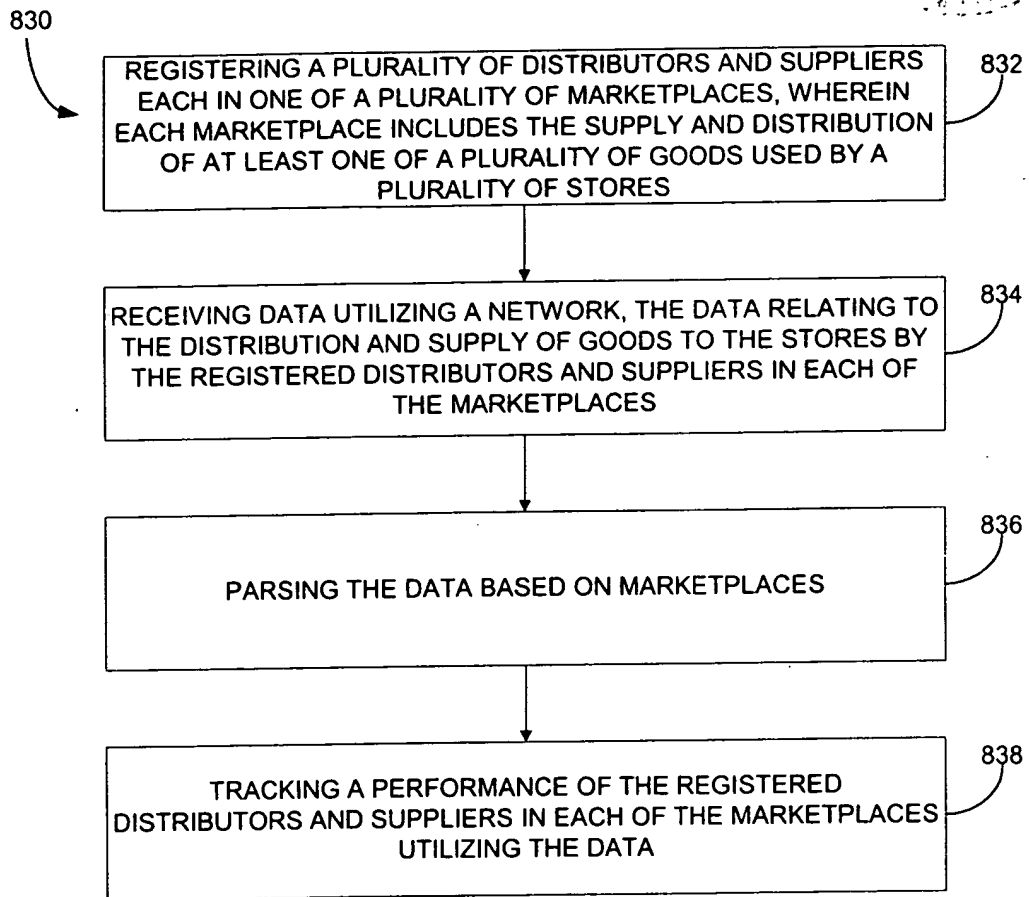 830
REGISTERING A PLURALITY OF DISTRIBUTORS AND SUPPLIERS
EACH IN ONE OF A PLURALITY OF MARKETPLACES, WHEREIN
EACH MARKETPLACE INCLUDES THE SUPPLY AND DISTRIBUTION
OF AT LEAST ONE OF A PLURALITY OF GOODS USED BY A
PLURALITY OF STORES
832
RECEIVING DATA UTILIZING A NETWORK, THE DATA RELATING TO
THE DISTRIBUTION AND SUPPLY OF GOODS TO THE STORES BY
THE REGISTERED DISTRIBUTORS AND SUPPLIERS IN EACH OF
THE MARKETPLACES
834
PARSING THE DATA BASED ON MARKETPLACES
836
TRACKING A PERFORMANCE OF THE REGISTERED
DISTRIBUTORS AND SUPPLIERS IN EACH OF THE MARKETPLACES
UTILIZING THE DATA
838